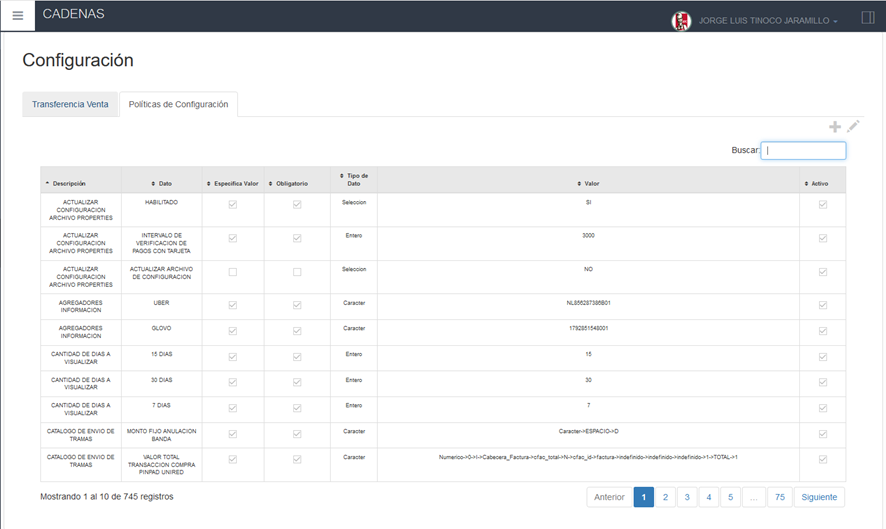 CADENAS
JORGE LUIS TINOCO JARAMILLO
Configuración
Transferencia Venta
Políticas de Configuración
Buscar:
Descripción Dato Especifica Valor Obligatorio Tipo de Dato Valor Activo
ACTUALIZAR CONFIGURACION ARCHIVO PROPERTIES HABILITADO Seleccion SI
ACTUALIZAR CONFIGURACION ARCHIVO PROPERTIES INTERVALO DE VERIFICACION DE PAGOS CON TARJETA Entero 3000
ACTUALIZAR CONFIGURACION ARCHIVO PROPERTIES ACTUALIZAR ARCHIVO DE CONFIGURACION Seleccion NO
AGREGADORES INFORMACION UBER Caracter NL856287386B01
AGREGADORES INFORMACION GLOVO Caracter 1792851548001
CANTIDAD DE DIAS A VISUALIZAR 15 DIAS Entero 15
CANTIDAD DE DIAS A VISUALIZAR 30 DIAS Entero 30
CANTIDAD DE DIAS A VISUALIZAR 7 DIAS Entero 7
CATALOGO DE ENVIO DE TRAMAS MONTO FIJO ANULACION BANDA Caracter Caracter->ESPACIO->D
CATALOGO DE ENVIO DE TRAMAS VALOR TOTAL TRANSACCION COMPRA PINPAD UNIRED Caracter Numerico->0->I->Cabecera_Factura->cfac_total->N->cfac_id->factura->indefinido->indefinido->indefinido->1->TOTAL->1
Mostrando 1 al 10 de 745 registros
Anterior 1 2 3 4 5 … 75 Siguiente